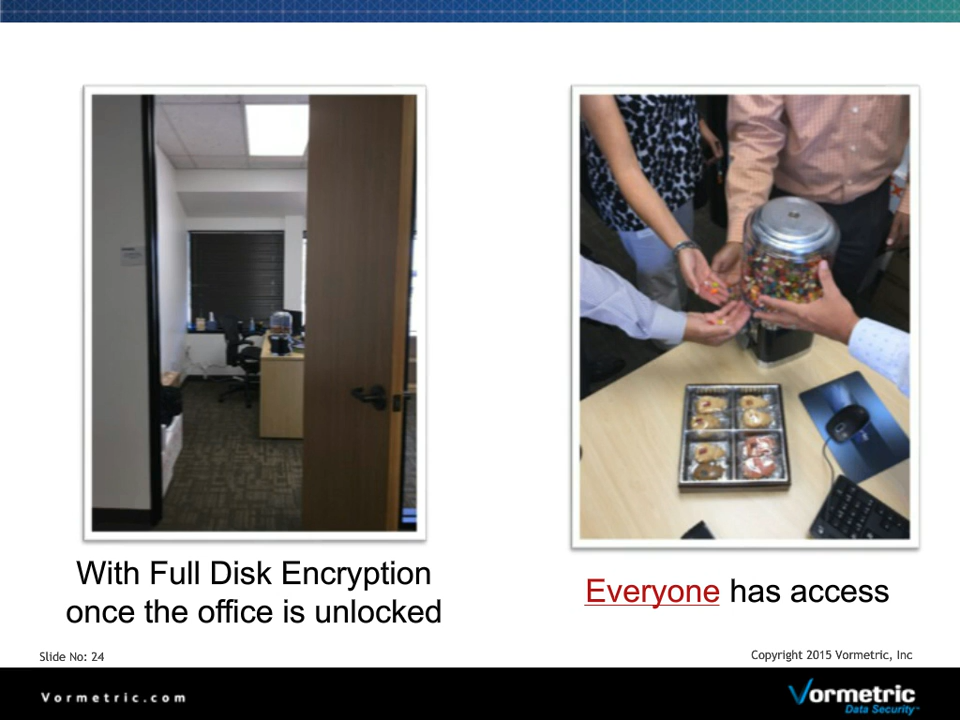 With Full Disk Encryption
once the office is unlocked
Everyone has access
Slide No: 24
Copyright 2015 Vormetric, Inc
Vormetric.com
Vormetric
Data Security™